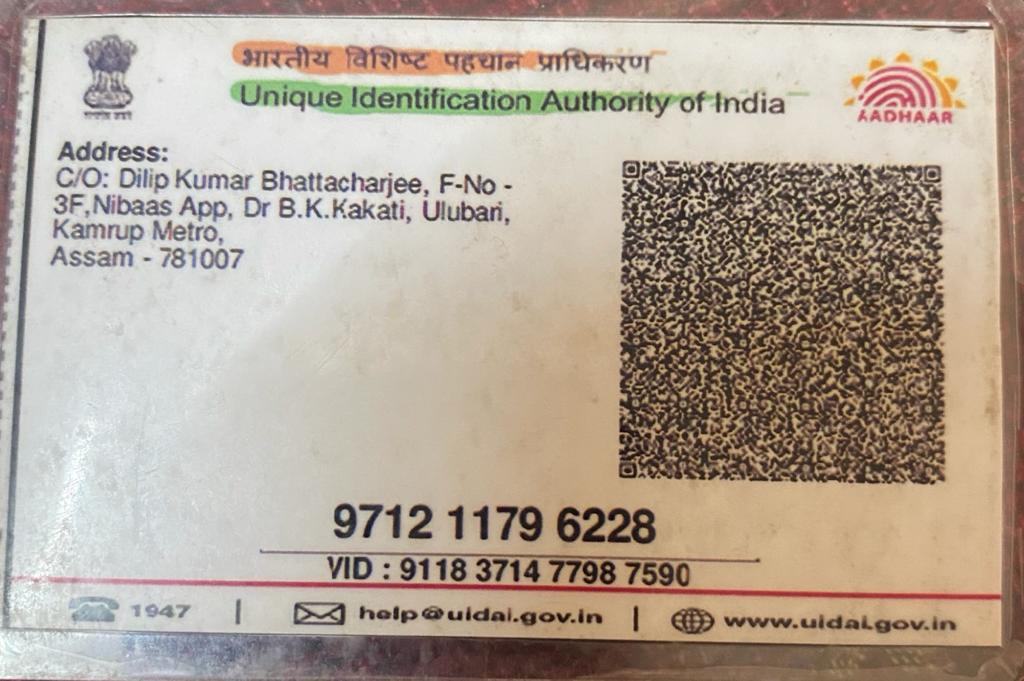 भारतीय विशिष्ट पहचान प्राधिकरण
Unique Identification Authority of India
AADHAAR
Address:
C/O: Dilip Kumar Bhattacharjee, F-No -
3F,Nibaas App, Dr B.K.Kakati, Ulubari,
Kamrup Metro,
Assam - 781007
9712 1179 6228
VID : 9118 3714 7798 7590
1947 | help@uidai.gov.in | www.uidai.gov.in